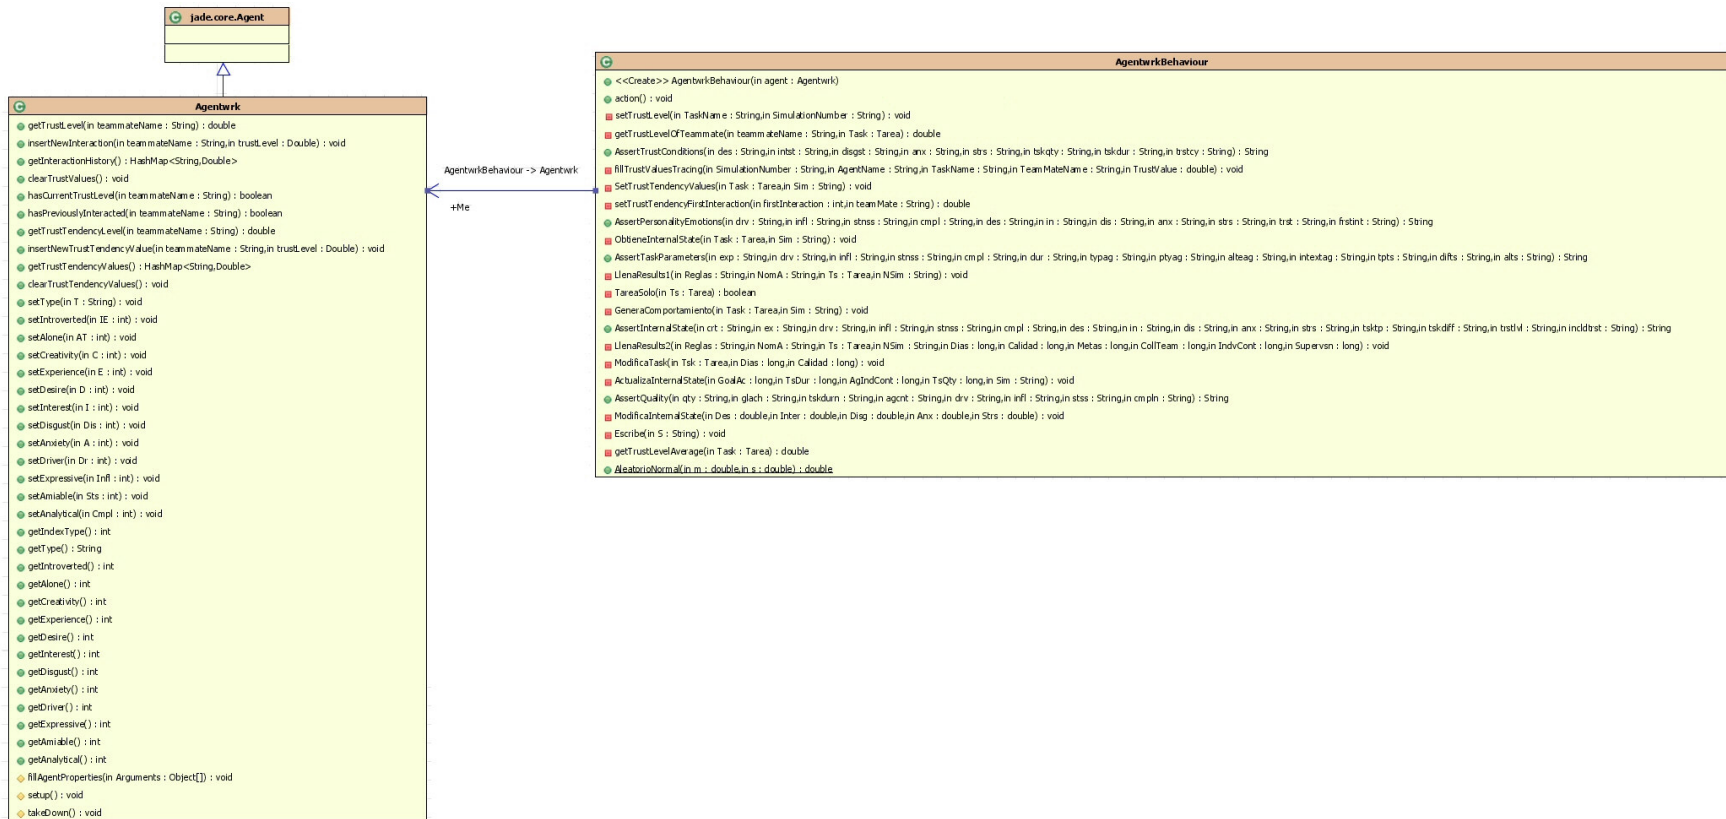 jade.core.Agent
Agentwrk
getTrustLevel(in teammateName : String) : double
insertNewInteraction(in teammateName : String,in trustLevel : Double) : void
getInteractionHistory() : HashMap<String,Double>
clearTrustValues() : void
hasCurrentTrustLevel(in teammateName : String) : boolean
hasPreviouslyInteracted(in teammateName : String) : boolean
getTrustTendencyLevel(in teammateName : String) : double
insertNewTrustTendencyValue(in teammateName : String,in trustLevel : Double) : void
getTrustTendencyValues() : HashMap<String,Double>
clearTrustTendencyValues() : void
setType(in T : String) : void
setIntroverted(in IE : int) : void
setAlone(in AT : int) : void
setCreativity(in C : int) : void
setExperience(in E : int) : void
setDesire(in D : int) : void
setInterest(in I : int) : void
setDisgust(in Dis : int) : void
setAnxiety(in A : int) : void
setDriver(in Dr : int) : void
setExpressive(in Infl : int) : void
setAmiable(in Sts : int) : void
setAnalytical(in Cmpl : int) : void
getIndexType() : int
getType() : String
getIntroverted() : int
getAlone() : int
getCreativity() : int
getExperience() : int
getDesire() : int
getInterest() : int
getDisgust() : int
getAnxiety() : int
getDriver() : int
getExpressive() : int
getAmiable() : int
getAnalytical() : int
fillAgentProperties(in Arguments : Object[]) : void
setup() : void
takeDown() : void
AgentwrkBehaviour -> Agentwrk
+Me
AgentwrkBehaviour
<<Create>> AgentwrkBehaviour(in agent : Agentwrk)
action() : void
setTrustLevel(in TaskName : String,in SimulationNumber : String) : void
getTrustLevelOfTeammate(in teammateName : String,in Task : Tarea) : double
AssertTrustConditions(in des : String,in intst : String,in disgst : String,in anx : String,in strs : String,in tskqty : String,in tskdur : String,in trstcy : String) : String
fillTrustValuesTracing(in SimulationNumber : String,in AgentName : String,in TaskName : String,in TeamMateName : String,in TrustValue : double) : void
SetTrustTendencyValues(in Task : Tarea,in Sim : String) : void
setTrustTendencyFirstInteraction(in firstInteraction : int,in teamMate : String) : double
AssertPersonalityEmotions(in drv : String,in infl : String,in stnss : String,in cmpl : String,in des : String,in in : String,in dis : String,in anx : String,in strs : String,in trst : String,in frstint : String) : String
ObtieneInternalState(in Task : Tarea,in Sim : String) : void
AssertTaskParameters(in exp : String,in drv : String,in infl : String,in stnss : String,in cmpl : String,in dur : String,in typag : String,in ptyag : String,in alteag : String,in intextag : String,in tpts : String,in difts : String,in alts : String) : String
LlenaResults1(in Reglas : String,in NomA : String,in Ts : Tarea,in NSim : String) : void
TareaSolo(in Ts : Tarea) : boolean
GeneraComportamiento(in Task : Tarea,in Sim : String) : void
AssertInternalState(in crt : String,in ex : String,in drv : String,in infl : String,in stnss : String,in cmpl : String,in des : String,in in : String,in dis : String,in anx : String,in strs : String,in tsktp : String,in tskdiff : String,in trstlvl : String,in incldtrst : String) : String
LlenaResults2(in Reglas : String,in NomA : String,in Ts : Tarea,in NSim : String,in Dias : long,in Calidad : long,in Metas : long,in CollTeam : long,in IndvCont : long,in Supervsn : long) : void
ModificaTask(in Tsk : Tarea,in Dias : long,in Calidad : long) : void
ActualizaInternalState(in GoalAc : long,in TsDur : long,in AgIndCont : long,in TsQty : long,in Sim : String) : void
AssertQuality(in qty : String,in glach : String,in tskdurn : String,in agcnt : String,in drv : String,in infl : String,in stss : String,in cmpln : String) : String
ModificaInternalState(in Des : double,in Inter : double,in Disg : double,in Anx : double,in Strs : double) : void
Escribe(in S : String) : void
getTrustLevelAverage(in Task : Tarea) : double
AleatorioNormal(in m : double,in s : double) : double